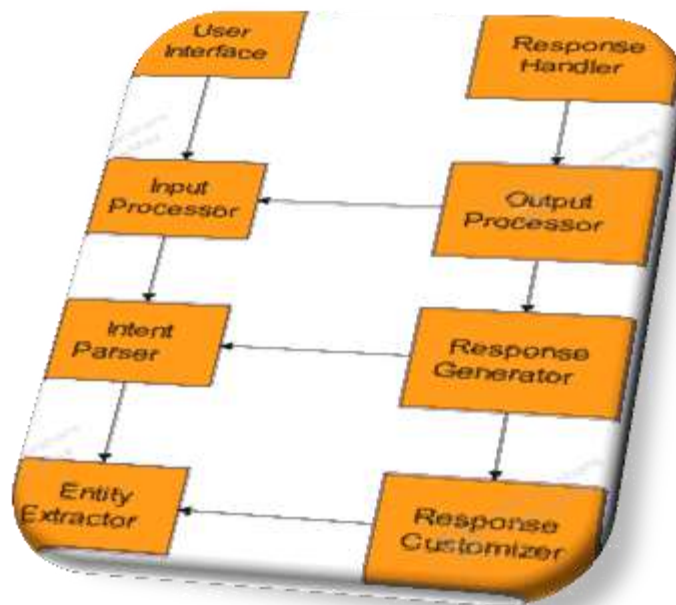 User
Interface
Response
Handler
Input
Processor
Output
Processor
Intent
Parser
Response
Generator
Entity
Extractor
Response
Customizer